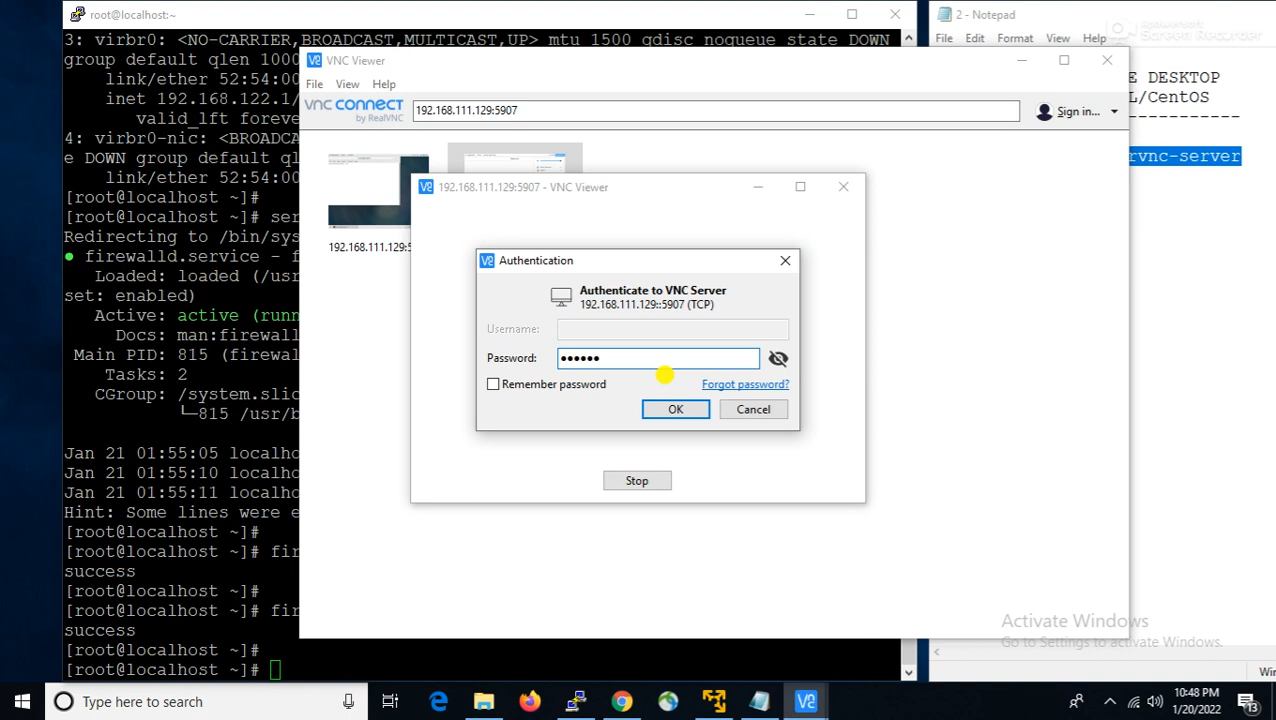 root@localhost:~
3: virbr0: <NO-CARRIER,BROADCAST,MULTICAST,UP> mtu 1500 qdisc noqueue state DOWN
group default qlen 1000
link/ether 52:54:00
inet 192.168.122.1/
valid_lft foreve
4: virbr0-nic: <BROADCA
e DOWN group default ql
link/ether 52:54:00
[root@localhost ~]#
[root@localhost ~]# ser
Redirecting to /bin/sys
● firewalld.service - f
Loaded: loaded (/usr
set: enabled)
Active: active (runn
Docs: man:firewall
Main PID: 815 (firewal
Tasks: 2
CGroup: /system.slic
└─815 /usr/b
Jan 21 01:55:05 localho
Jan 21 01:55:10 localho
Jan 21 01:55:11 localho
Hint: Some lines were e
[root@localhost ~]#
[root@localhost ~]# fir
success
[root@localhost ~]#
[root@localhost ~]# fir
success
[root@localhost ~]#
[root@localhost ~]#
VNC Viewer
File View Help
vnc connect
by RealVNC
192.168.111.129:5907
Sign in...
192.168.111.129:5
192.168.111.129:5907 - VNC Viewer
Authentication
Authenticate to VNC Server
192.168.111.129::5907 (TCP)
Username:
Password: ••••••
Remember password
Forgot password?
OK Cancel
Stop
2 - Notepad
File Edit Format View Help
Screen Recorder
E DESKTOP
L/CentOS
-----------
rvnc-server
Activate Windows
Go to Settings to activate Windows.
Win
Type here to search
10:48 PM
1/20/2022
13